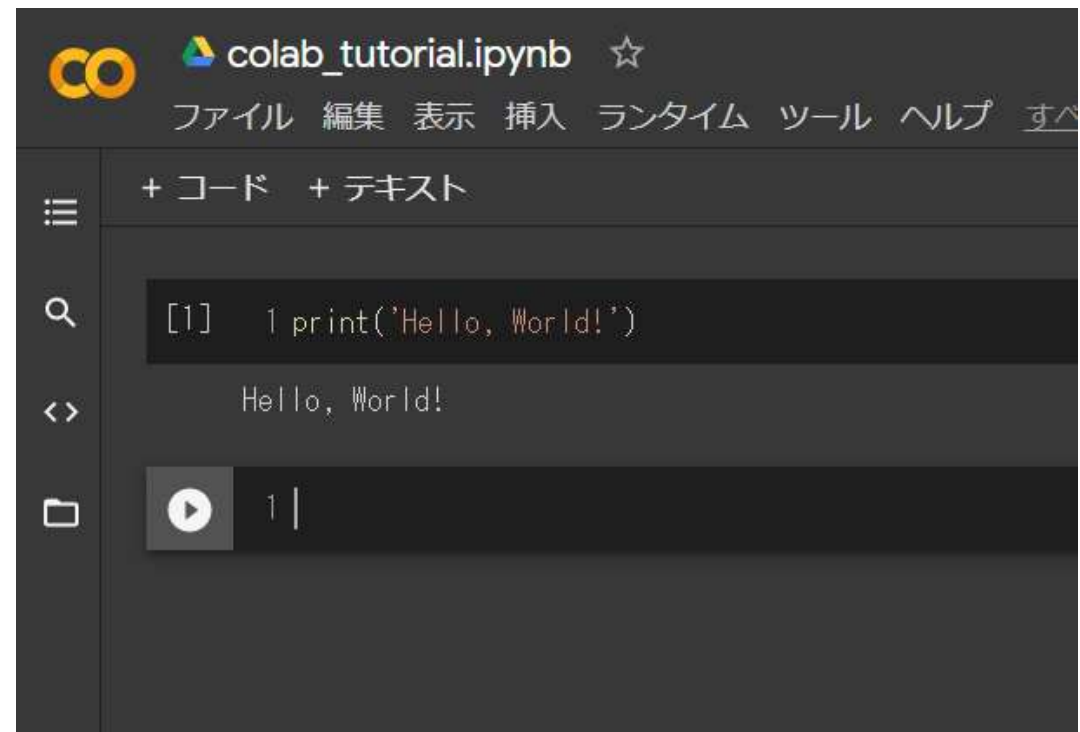 CO
colab_tutorial.ipynb
ファイル 編集 表示 挿入 ランタイム ツール ヘルプ すべ
+ コード + テキスト
[1] 1 print('Hello, World!')
Hello, World!
1